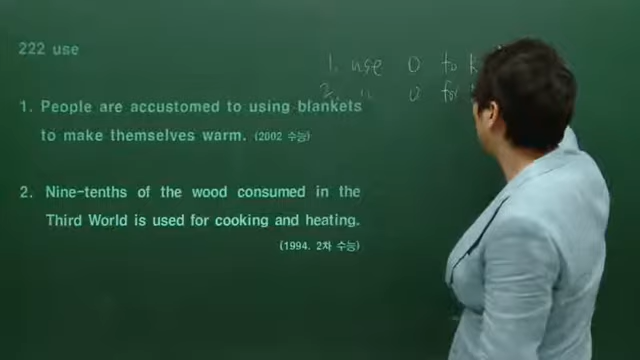 222 use
1. use O to
2. 〃 O for
1. People are accustomed to using blankets
to make themselves warm. (2002 수능)
2. Nine-tenths of the wood consumed in the
Third World is used for cooking and heating.
(1994. 2차 수능)